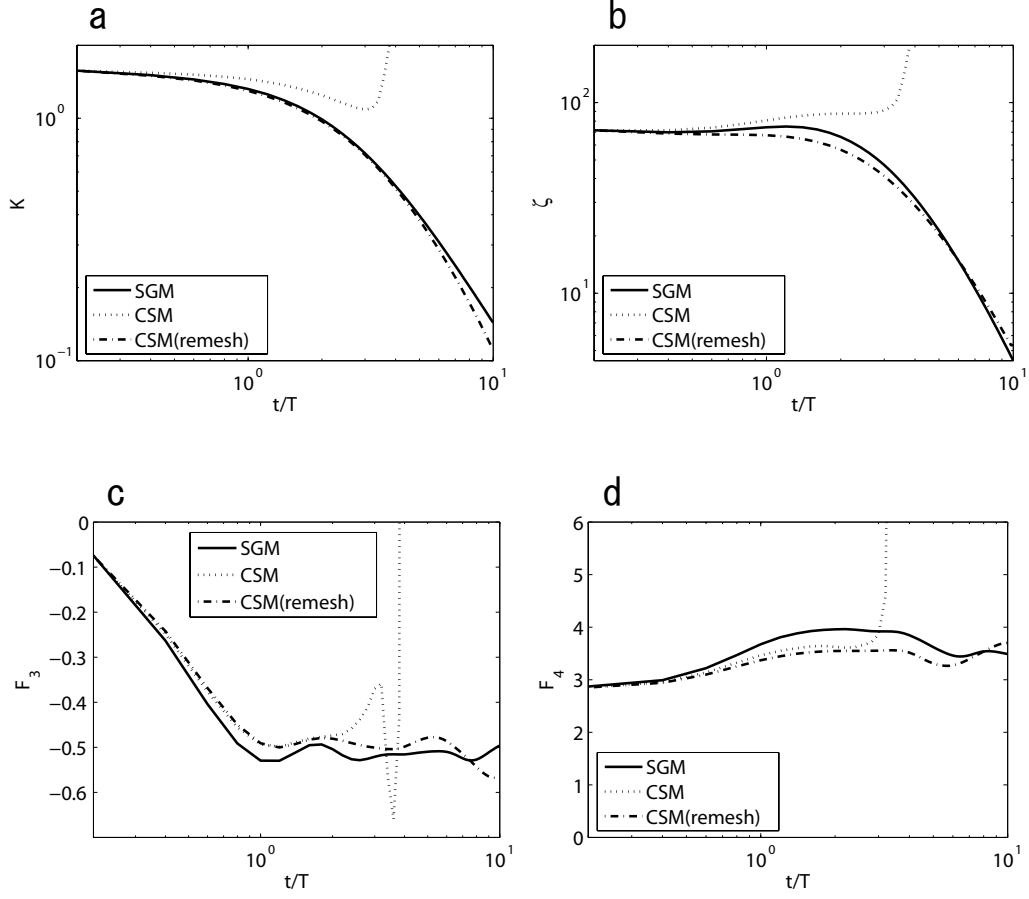 a
K
10^0
10^-1
SGM
CSM
CSM(remesh)
10^0
10^1
t/T
b
ζ
10^2
10^1
SGM
CSM
CSM(remesh)
10^0
10^1
t/T
c
F_3
0
−0.1
−0.2
−0.3
−0.4
−0.5
−0.6
SGM
CSM
CSM(remesh)
10^0
10^1
t/T
d
F_4
6
5
4
3
2
1
0
SGM
CSM
CSM(remesh)
10^0
10^1
t/T